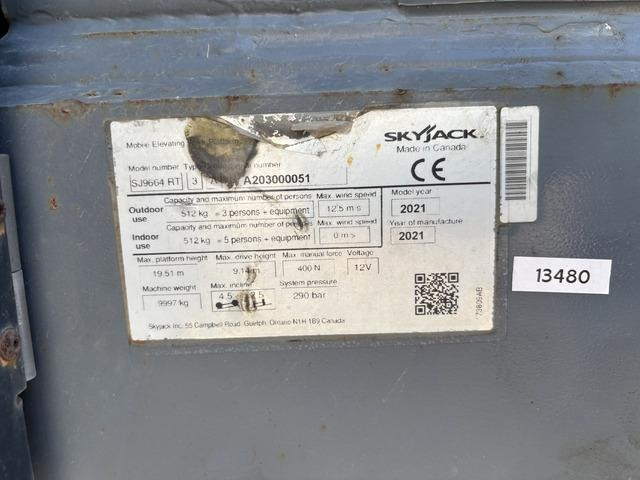 SKYJACK
Mobile Elevating
Made in Canada
CE
Model number Typ number
SJ9664 RT 3 A203000051
Capacity and maximum number of persons Max. wind speed
Outdoor use 512 kg = 3 persons + equipment 12.5 m/s
Capacity and maximum number of persons Max. wind speed
Indoor use 512 kg = 5 persons + equipment 0 m/s
Model year
2021
Year of manufacture
2021
Max. platform height Max. drive height Max. manual force Voltage
19.51 m 9.14 m 400 N 12V
Machine weight Max. incline System pressure
9997 kg 4.5 290 bar
Skyjack Inc. 55 Campbell Road, Guelph, Ontario N1H 1B9 Canada
13480